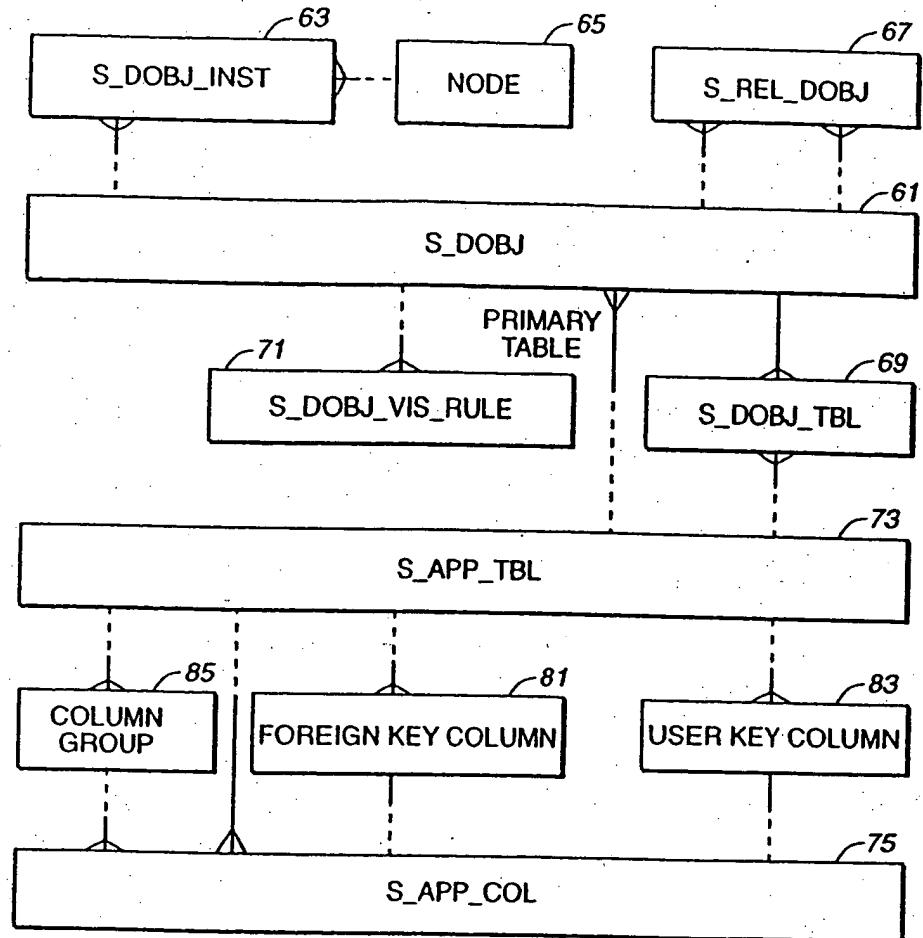 63
65
67
S_DOBJ_INST
NODE
S_REL_DOBJ
61
S_DOBJ
PRIMARY
TABLE
71
69
S_DOBJ_VIS_RULE
S_DOBJ_TBL
73
S_APP_TBL
85
81
83
COLUMN
GROUP
FOREIGN KEY COLUMN
USER KEY COLUMN
75
S_APP_COL